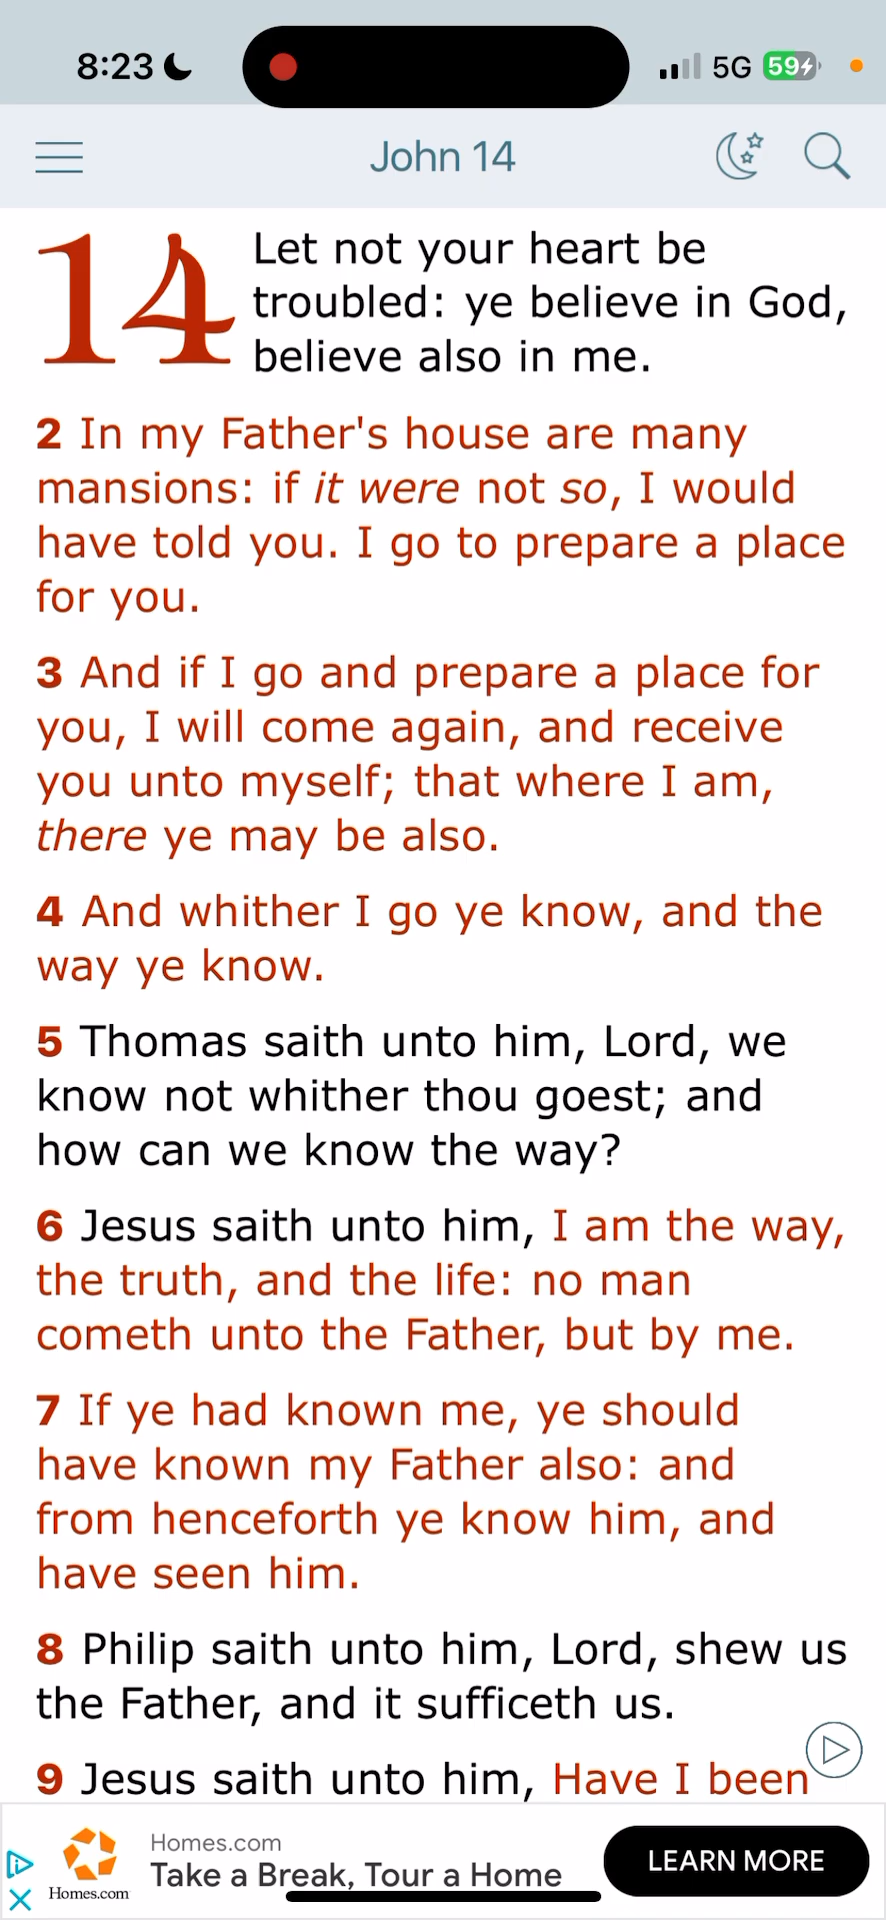 8:23
5G
59
John 14
14
Let not your heart be
troubled: ye believe in God,
believe also in me.
2 In my Father's house are many
mansions: if it were not so, I would
have told you. I go to prepare a place
for you.
3 And if I go and prepare a place for
you, I will come again, and receive
you unto myself; that where I am,
there ye may be also.
4 And whither I go ye know, and the
way ye know.
5 Thomas saith unto him, Lord, we
know not whither thou goest; and
how can we know the way?
6 Jesus saith unto him, I am the way,
the truth, and the life: no man
cometh unto the Father, but by me.
7 If ye had known me, ye should
have known my Father also: and
from henceforth ye know him, and
have seen him.
8 Philip saith unto him, Lord, shew us
the Father, and it sufficeth us.
9 Jesus saith unto him, Have I been
Homes.com
Homes.com
Take a Break, Tour a Home
LEARN MORE